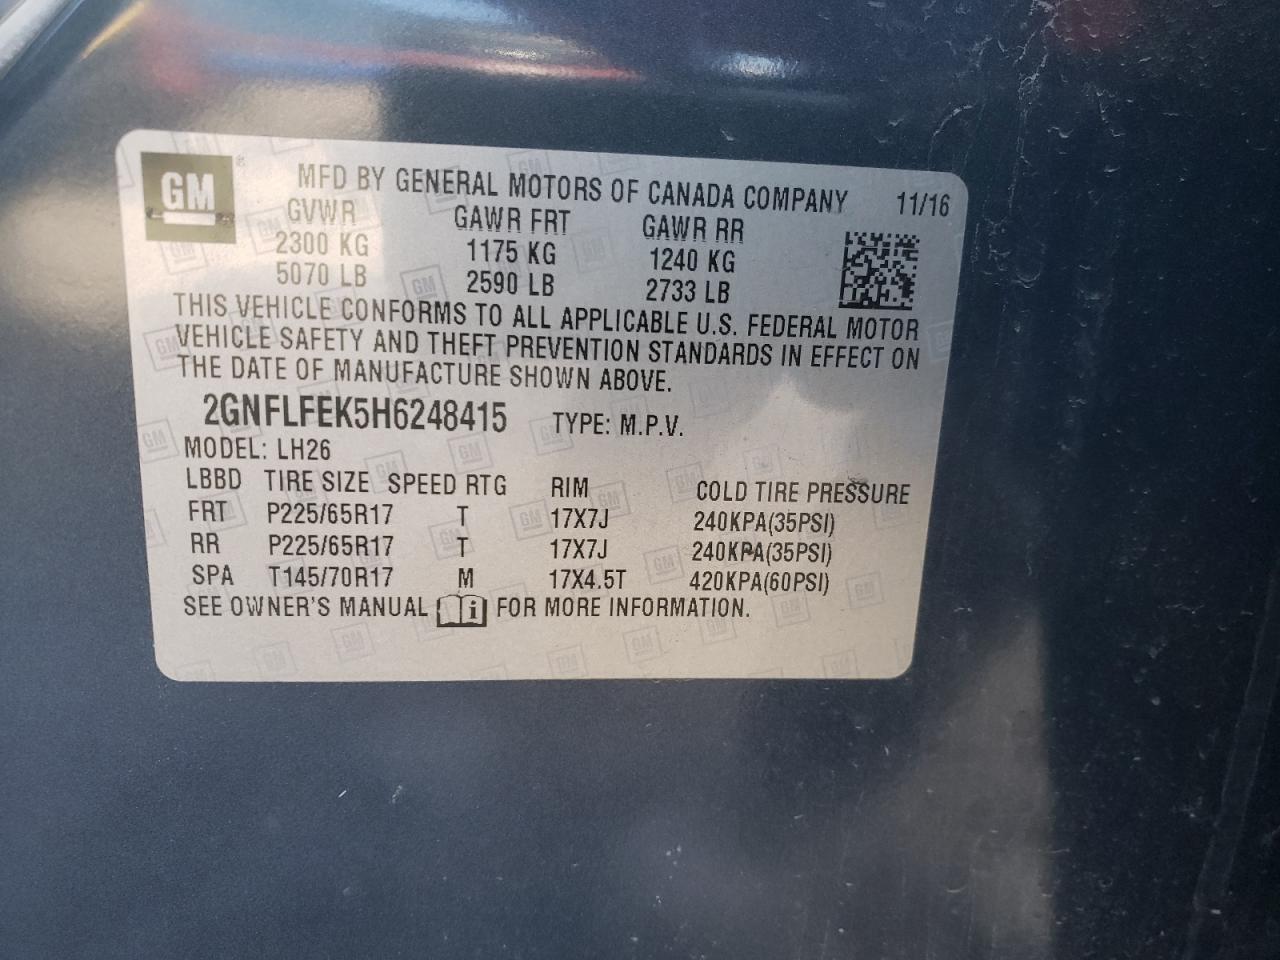 GM ® MFD BY GENERAL MOTORS OF CANADA COMPANY 11/16
GVWR GAWR FRT GAWR RR
2300 KG 1175 KG 1240 KG
5070 LB 2590 LB 2733 LB
THIS VEHICLE CONFORMS TO ALL APPLICABLE U.S. FEDERAL MOTOR
VEHICLE SAFETY AND THEFT PREVENTION STANDARDS IN EFFECT ON
THE DATE OF MANUFACTURE SHOWN ABOVE.
2GNFLFEK5H6248415 TYPE: M.P.V.
MODEL: LH26
LBBD TIRE SIZE SPEED RTG RIM COLD TIRE PRESSURE
FRT P225/65R17 T 17X7J 240KPA(35PSI)
RR P225/65R17 T 17X7J 240KPA(35PSI)
SPA T145/70R17 M 17X4.5T 420KPA(60PSI)
SEE OWNER'S MANUAL i FOR MORE INFORMATION.